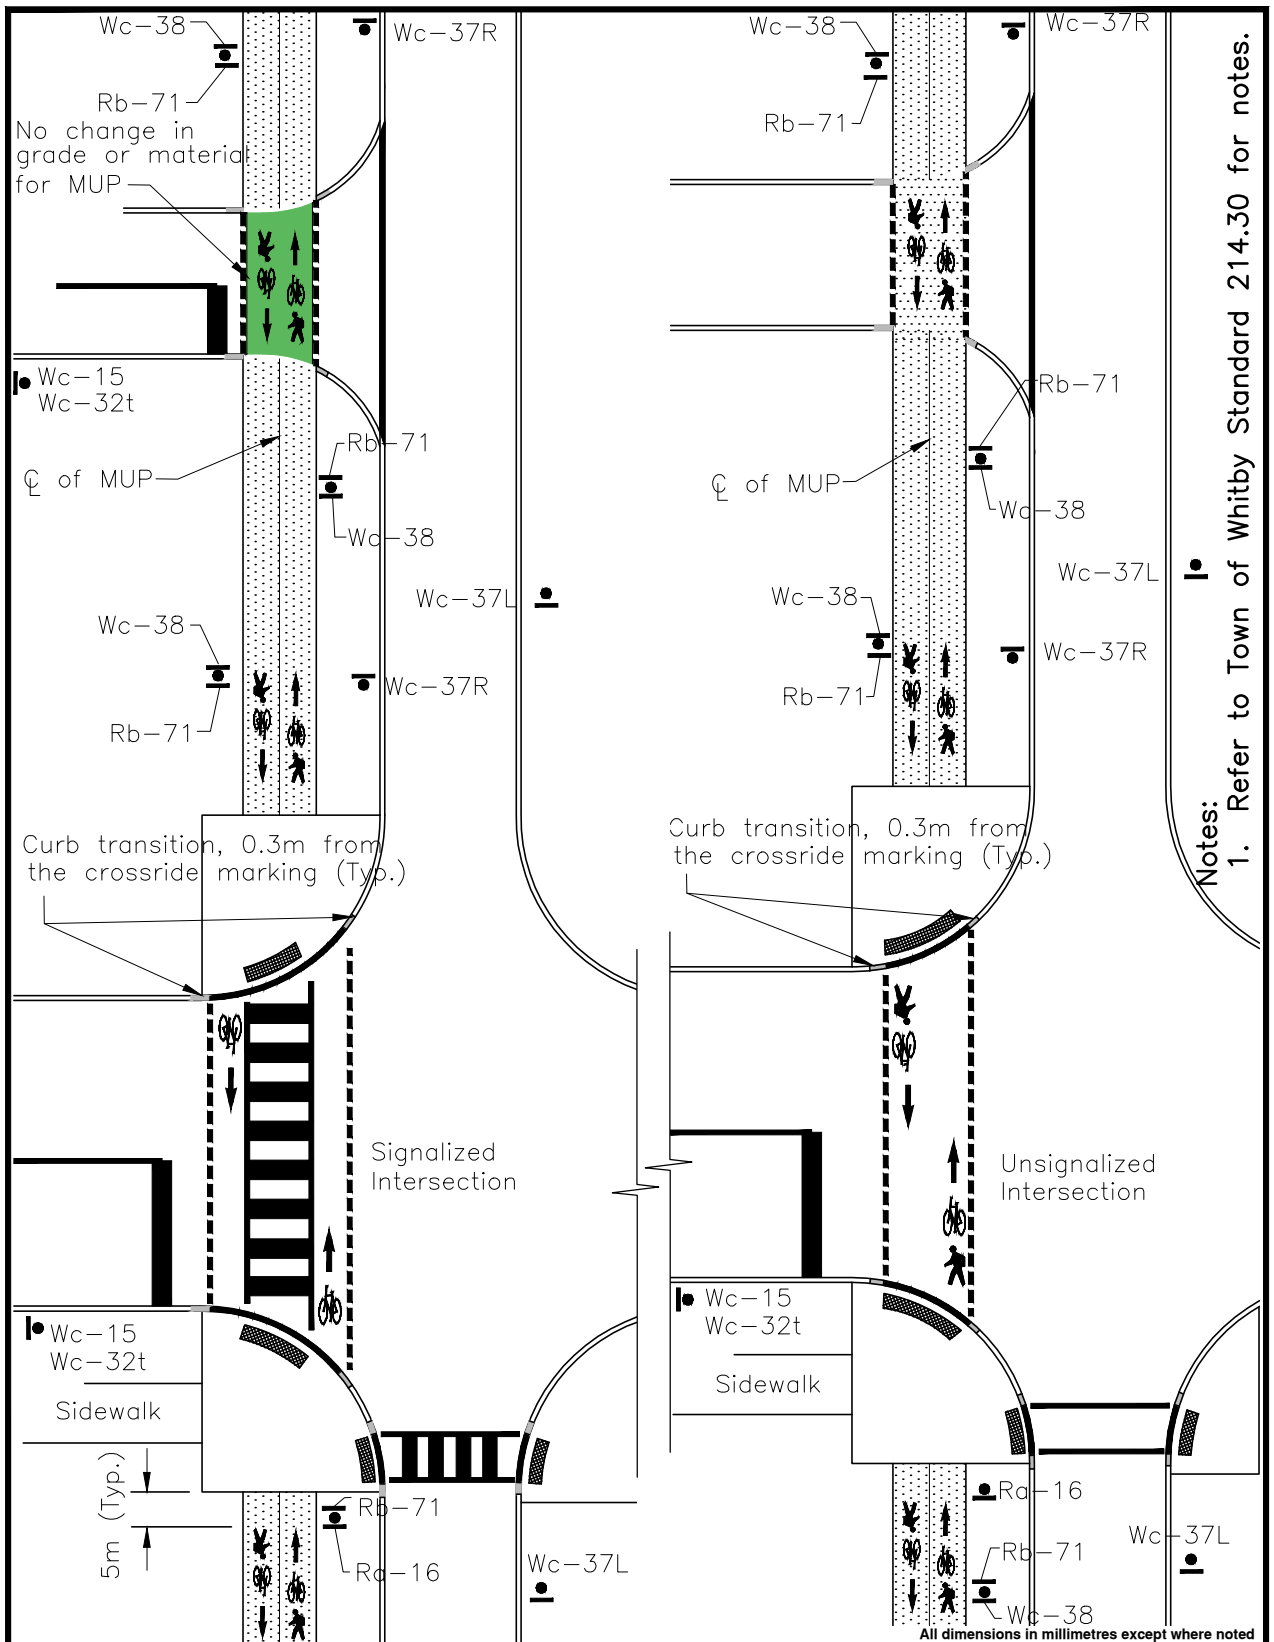 Wc-38
Wc-37R
Rb-71
No change in
grade or material
for MUP
Wc-15
Wc-32t
Rb-71
℄ of MUP
Wc-38
Wc-37L
Wc-38
Wc-37R
Rb-71
Curb transition, 0.3m from
the crossride marking (Typ.)
Signalized
Intersection
Wc-15
Wc-32t
Sidewalk
5m (Typ.)
Rb-71
Ra-16
Wc-37L
Wc-38
Wc-37R
Rb-71
Rb-71
℄ of MUP
Wc-38
Wc-37L
Wc-38
Wc-37R
Rb-71
Curb transition, 0.3m from
the crossride marking (Typ.)
Unsignalized
Intersection
Wc-15
Wc-32t
Sidewalk
Ra-16
Rb-71
Wc-37L
Wc-38
Notes:
1. Refer to Town of Whitby Standard 214.30 for notes.
All dimensions in millimetres except where noted